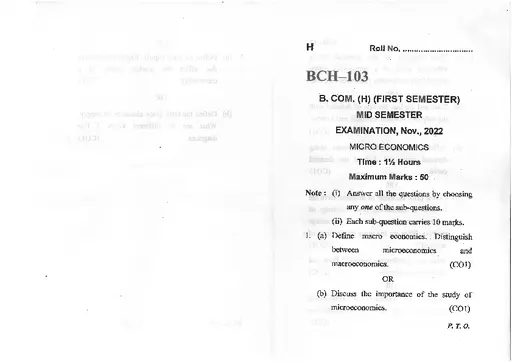 H Roll No. ..............................
BCH–103
B. COM. (H) (FIRST SEMESTER)
MID SEMESTER
EXAMINATION, Nov., 2022
MICRO ECONOMICS
Time : 1½ Hours
Maximum Marks : 50
Note : (i) Answer all the questions by choosing
any one of the sub-questions.
(ii) Each sub-question carries 10 marks.
1. (a) Define macro economics. Distinguish
between microeconomics and
macroeconomics. (CO1)
OR
(b) Discuss the importance of the study of
microeconomics. (CO1)
P. T. O.